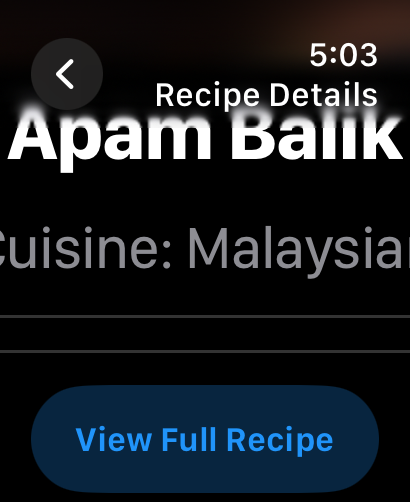 5:03
Recipe Details
Apam Balik
Cuisine: Malaysian
View Full Recipe